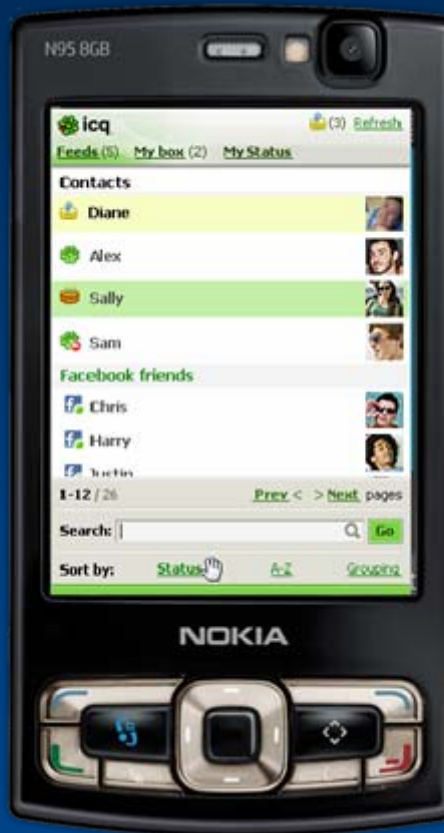 N95 8GB
icq (3) Refresh
Feeds (5) My box (2) My Status
Contacts
Diane
Alex
Sally
Sam
Facebook friends
Chris
Harry
Justin
1-12 / 26 Prev < > Next pages
Search: Go
Sort by: Status A-Z Grouping
NOKIA